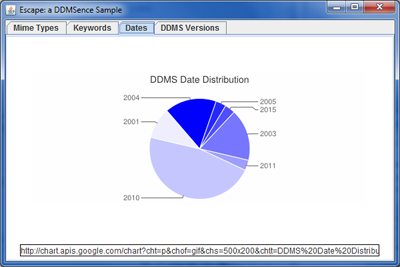 Escape: a DDMSence Sample
Mime Types Keywords Dates DDMS Versions
DDMS Date Distribution
2004
2005
2015
2001
2003
2011
2010
http://chart.apis.google.com/chart?cht=p&chof=gif&chs=500x200&chtt=DDMS%20Date%20Distribu